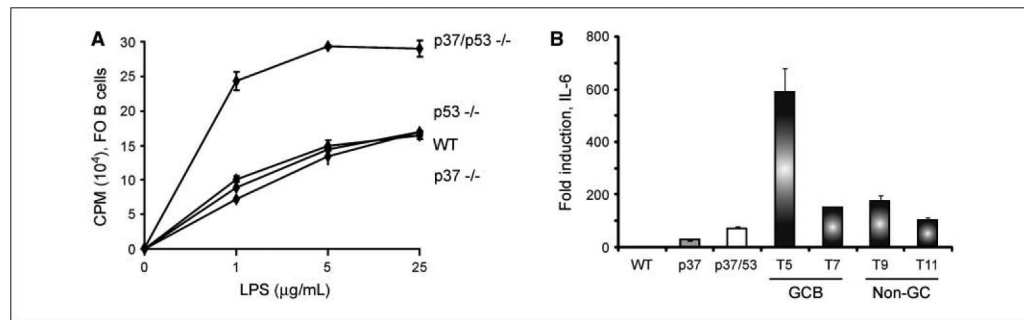 A
B
CPM (10⁴), FO B cells
30
25
20
15
10
5
0
0 1 5 25
LPS (µg/mL)
p37/p53 -/-
p53 -/-
WT
p37 -/-
Fold induction, IL-6
800
600
400
200
0
WT p37 p37/53 T5 T7 T9 T11
GCB Non-GC